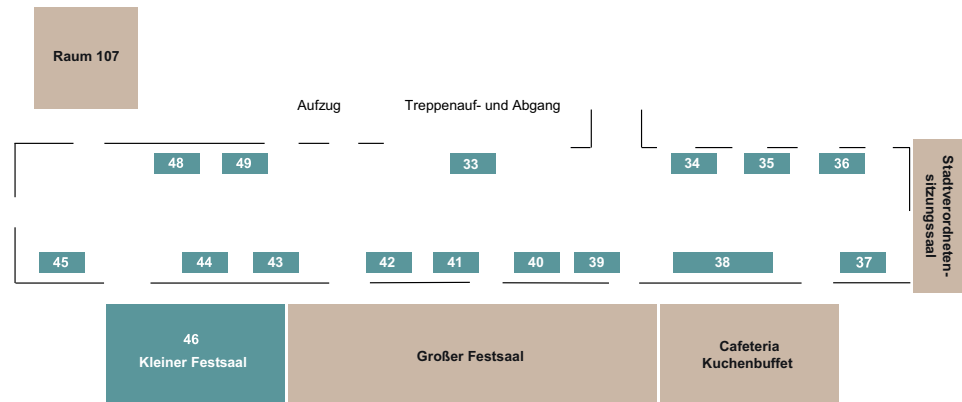 Raum 107
Aufzug
Treppenauf- und Abgang
48
49
33
34
35
36
Stadtverordneten-
sitzungssaal
45
44
43
42
41
40
39
38
37
46
Kleiner Festsaal
Großer Festsaal
Cafeteria
Kuchenbuffet